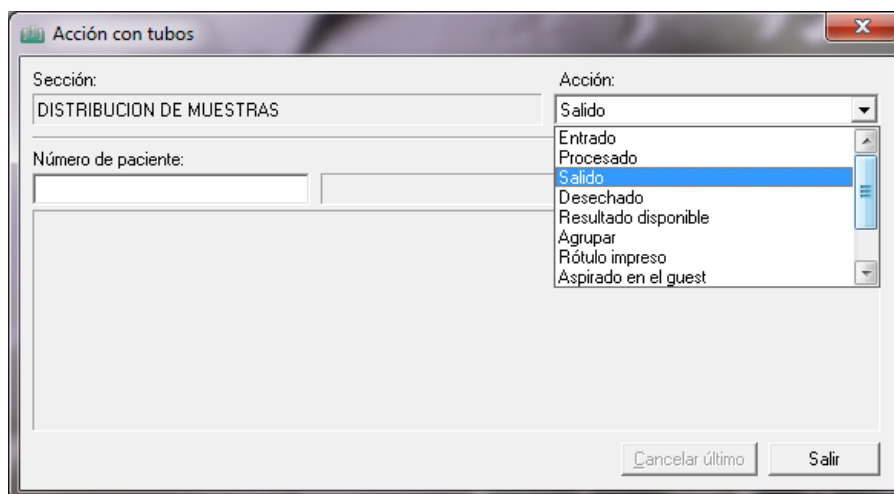 Acción con tubos
Sección:
Acción:
DISTRIBUCION DE MUESTRAS
Salido
Número de paciente:
Entrado
Procesado
Salido
Desechado
Resultado disponible
Agrupar
Rótulo impreso
Aspirado en el guest
Cancelar último
Salir